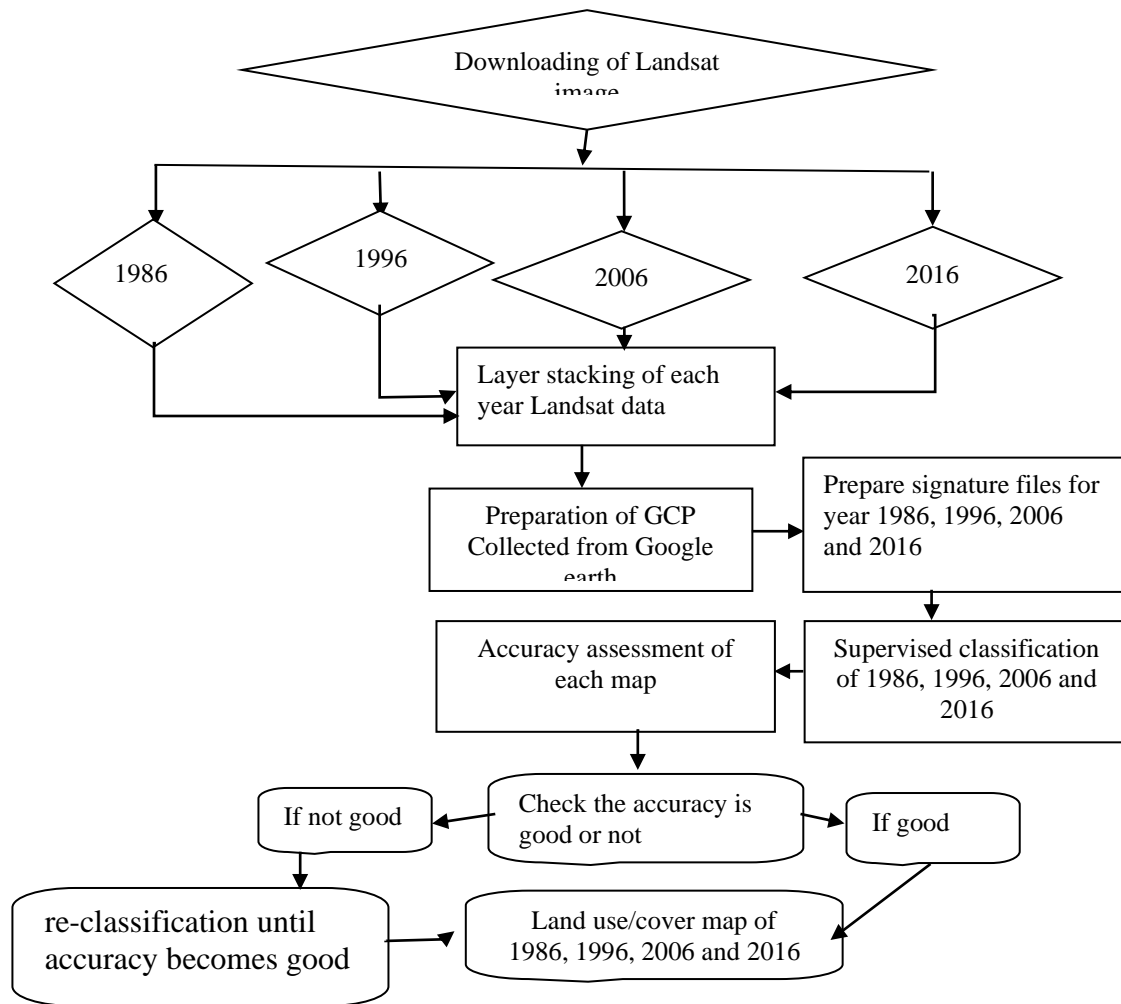 Downloading of Landsat
image
1986
1996
2006
2016
Layer stacking of each
year Landsat data
Preparation of GCP
Collected from Google
earth
Prepare signature files for
year 1986, 1996, 2006
and 2016
Accuracy assessment of
each map
Supervised classification
of 1986, 1996, 2006 and
2016
If not good
Check the accuracy is
good or not
If good
re-classification until
accuracy becomes good
Land use/cover map of
1986, 1996, 2006 and 2016